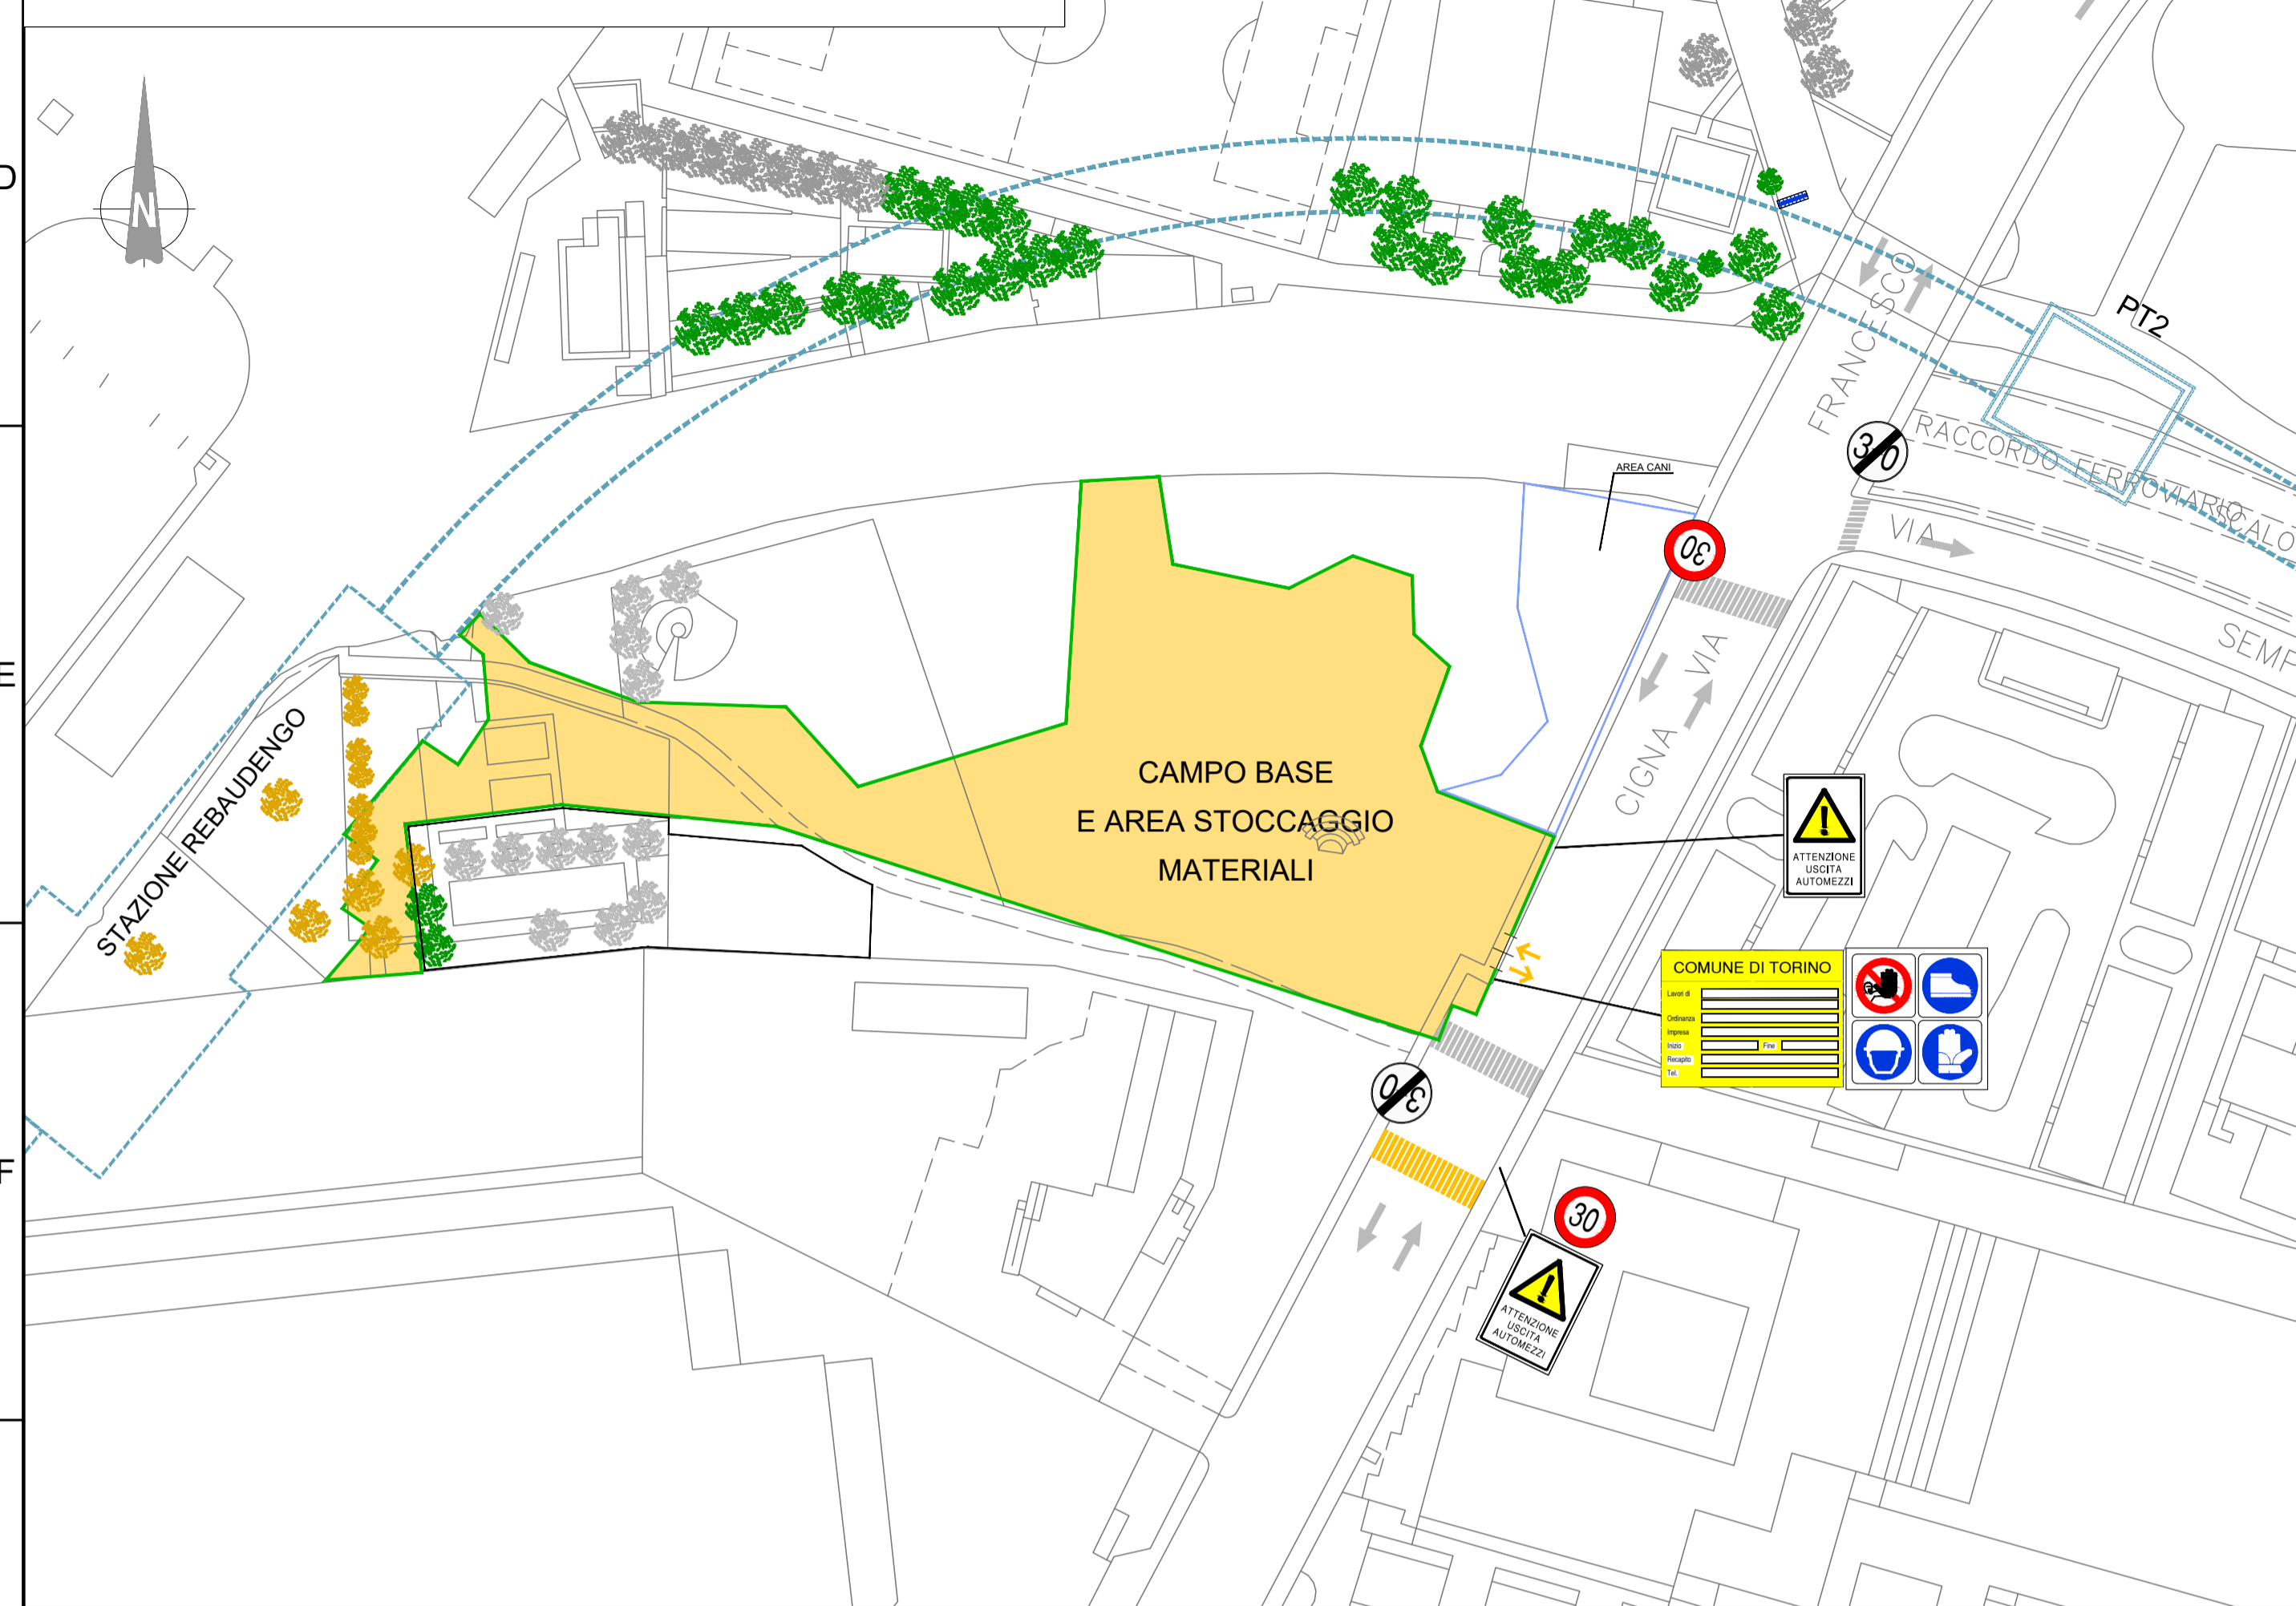 D
N
PT2
FRANCESCO
30
RACCORDO FERROVIARIO
SCALO
AREA CANI
VIA
30
E
SEMP
VIA
CIGNA
STAZIONE REBAUDENGO
CAMPO BASE
E AREA STOCCAGGIO
MATERIALI
ATTENZIONE
USCITA
AUTOMEZZI
COMUNE DI TORINO
Lavori di
Ordinanza
Impresa
Inizio
Fine
Recapito
Tel.
30
F
30
ATTENZIONE
USCITA
AUTOMEZZI